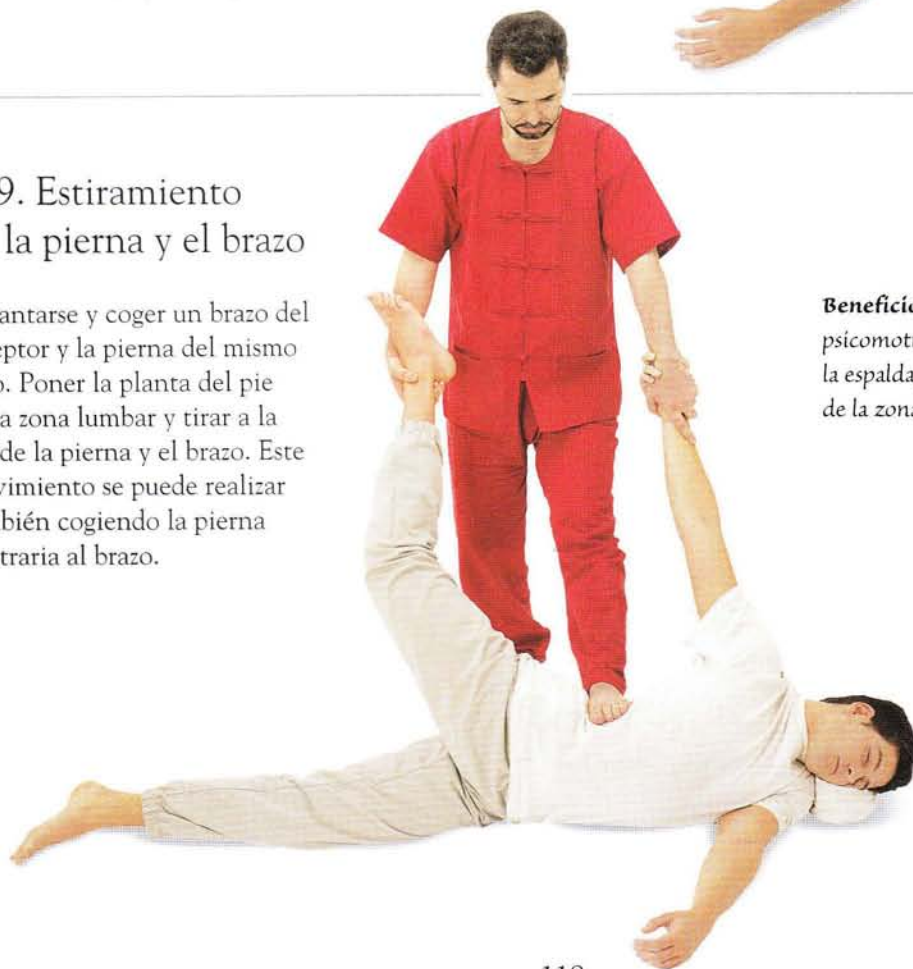 9. Estiramiento
la pierna y el brazo
antarse y coger un brazo del
eptor y la pierna del mismo
o. Poner la planta del pie
a zona lumbar y tirar a la
de la pierna y el brazo. Este
vimiento se puede realizar
bién cogiendo la pierna
traria al brazo.
Beneficio
psicomot
la espalda
de la zona